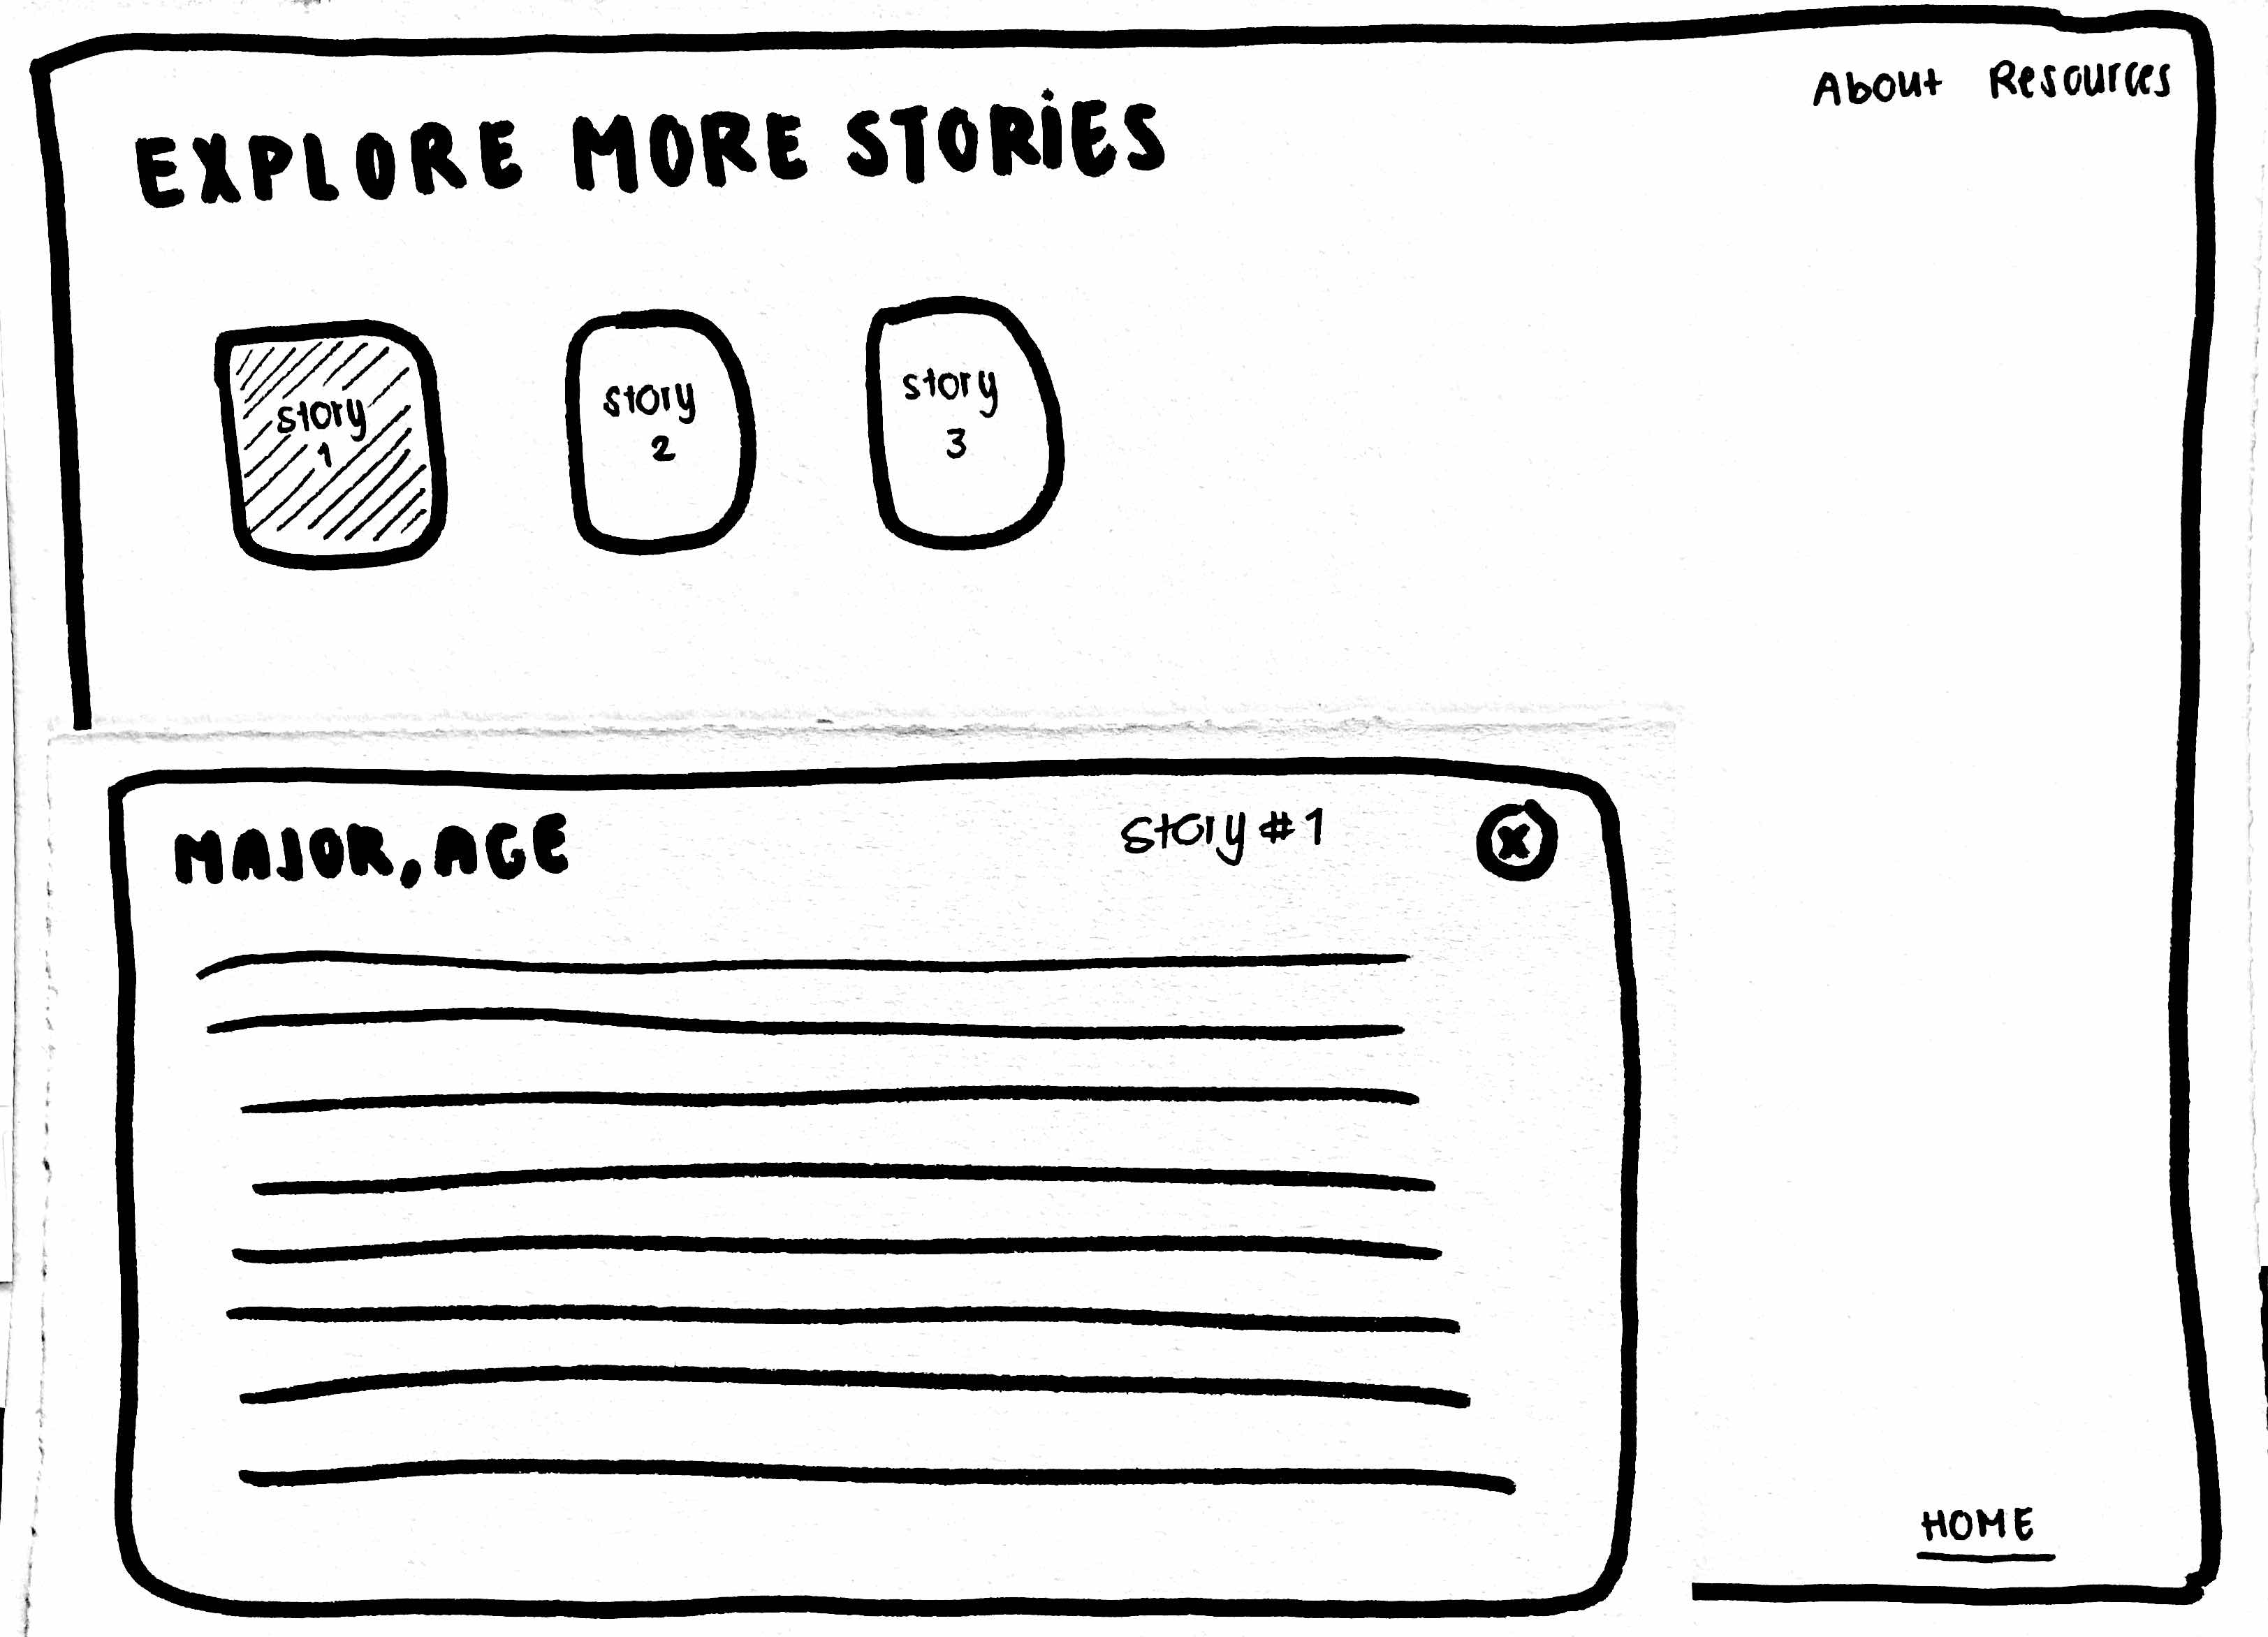 About Resources
EXPLORE MORE STORiES
story
1
story
2
story
3
MAJOR, AGE
Story #1
x
HOME